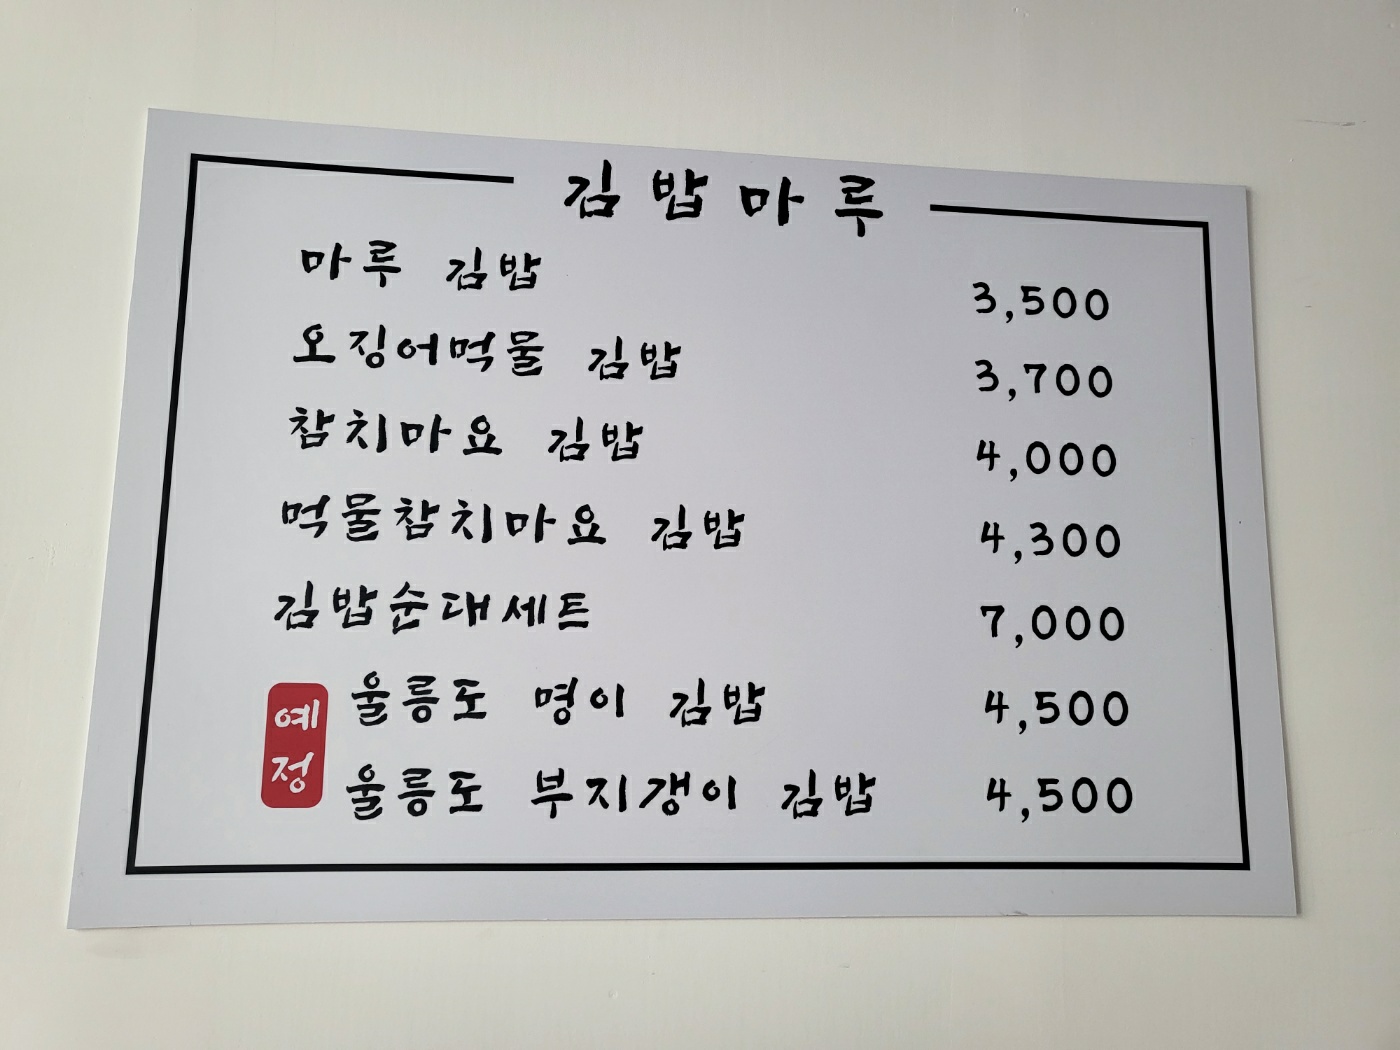 김밥마루
마루 김밥 3,500
오징어먹물 김밥 3,700
참치마요 김밥 4,000
먹물참치마요 김밥 4,300
김밥순대세트 7,000
예정
울릉도 명이 김밥 4,500
울릉도 부지갱이 김밥 4,500